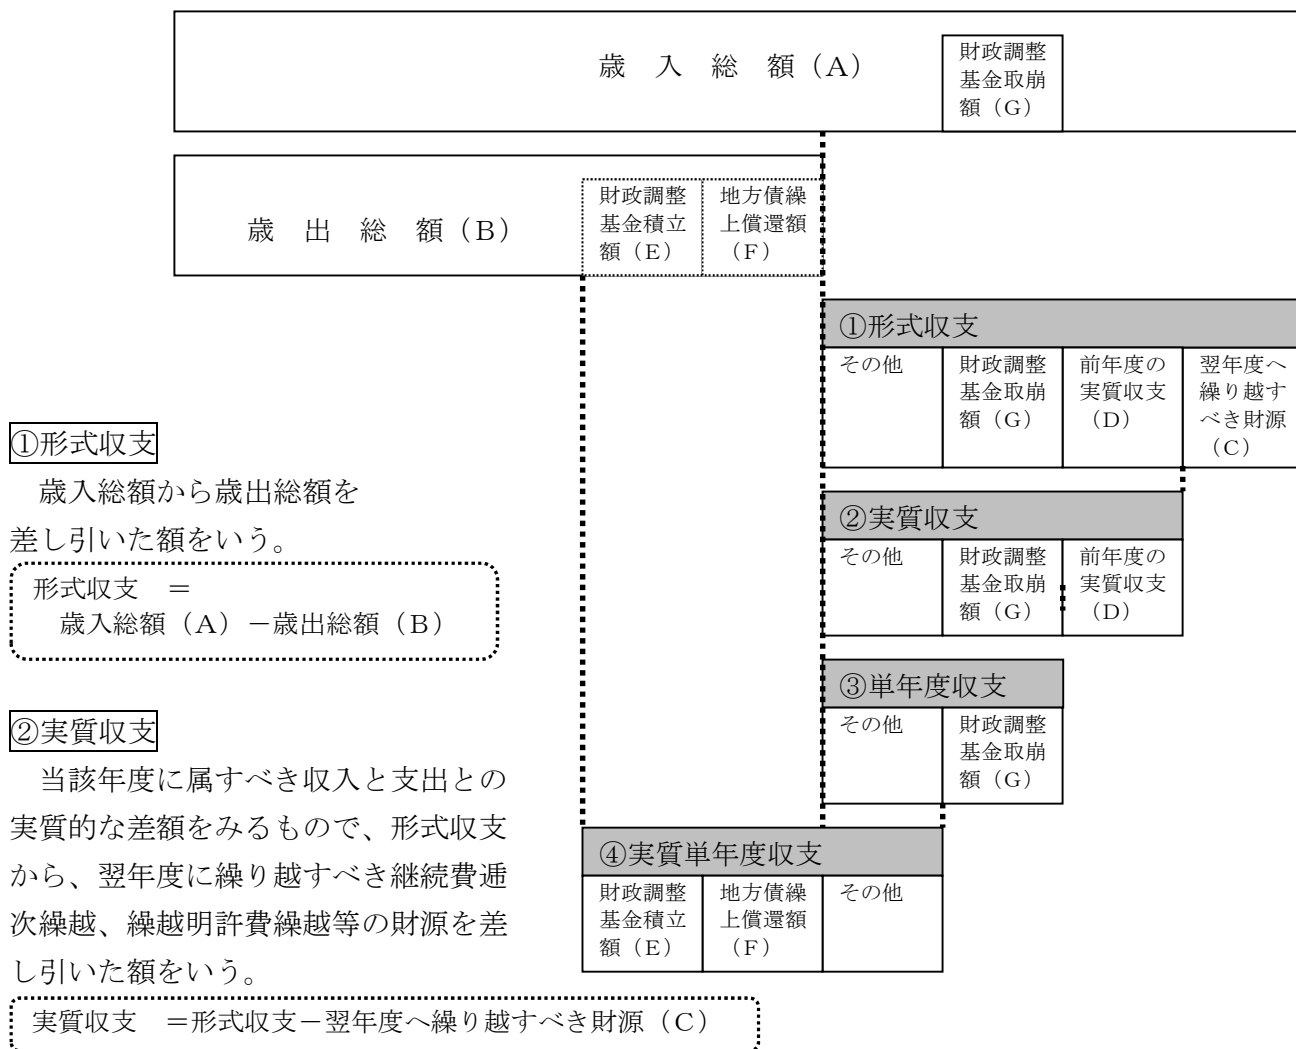 歳　入　総　額（A）
財政調整
基金取崩
額（G）
歳　出　総　額（B）
財政調整
基金積立
額（E）
地方債繰
上償還額
（F）
①形式収支
その他
財政調整
基金取崩
額（G）
前年度の
実質収支
（D）
翌年度へ
繰り越す
べき財源
（C）
①形式収支
歳入総額から歳出総額を
差し引いた額をいう。
形式収支　＝
歳入総額（A）－歳出総額（B）
②実質収支
その他
財政調整
基金取崩
額（G）
前年度の
実質収支
（D）
③単年度収支
その他
財政調整
基金取崩
額（G）
②実質収支
当該年度に属すべき収入と支出との
実質的な差額をみるもので、形式収支
から、翌年度に繰り越すべき継続費逓
次繰越、繰越明許費繰越等の財源を差
し引いた額をいう。
実質収支　＝形式収支－翌年度へ繰り越すべき財源（C）
④実質単年度収支
財政調整
基金積立
額（E）
地方債繰
上償還額
（F）
その他